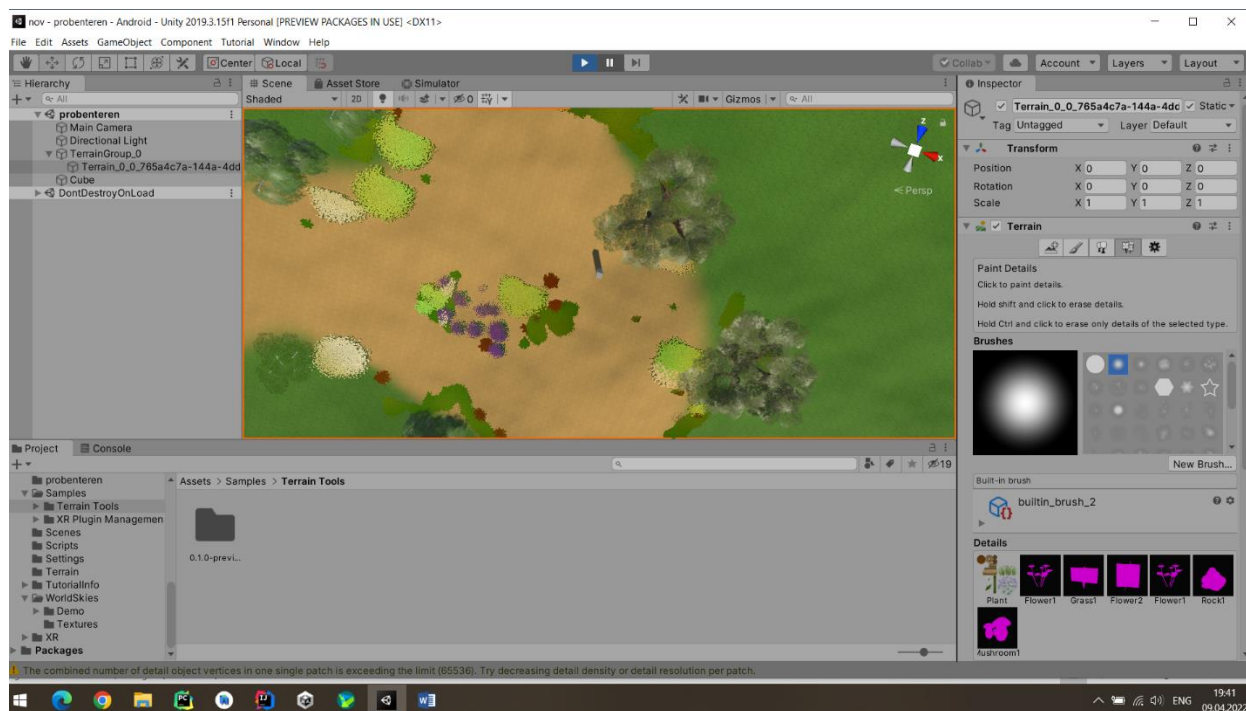 nov - probenteren - Android - Unity 2019.3.15f1 Personal [PREVIEW PACKAGES IN USE] <DX11>
File Edit Assets GameObject Component Tutorial Window Help
Center Local
Collab Account Layers Layout
Hierarchy
All
probenteren
Main Camera
Directional Light
TerrainGroup_0
Terrain_0_0_765a4c7a-144a-4dd
Cube
DontDestroyOnLoad
Scene Asset Store Simulator
Shaded 2D 0 Gizmos All
z
x
Persp
Inspector
Terrain_0_0_765a4c7a-144a-4dc Static
Tag Untagged Layer Default
Transform
Position X 0 Y 0 Z 0
Rotation X 0 Y 0 Z 0
Scale X 1 Y 1 Z 1
Terrain
Paint Details
Click to paint details.
Hold shift and click to erase details.
Hold Ctrl and click to erase only details of the selected type.
Brushes
New Brush...
Built-in brush
builtin_brush_2
Details
Plant Flower1 Grass1 Flower2 Flower1 Rock1
Mushroom1
Project Console
19
probenteren
Samples
Terrain Tools
XR Plugin Managemen
Scenes
Scripts
Settings
Terrain
TutorialInfo
WorldSkies
Demo
Textures
XR
Packages
Assets > Samples > Terrain Tools
0.1.0-previ...
The combined number of detail object vertices in one single patch is exceeding the limit (65536). Try decreasing detail density or detail resolution per patch.
ENG
19:41
09.04.2022